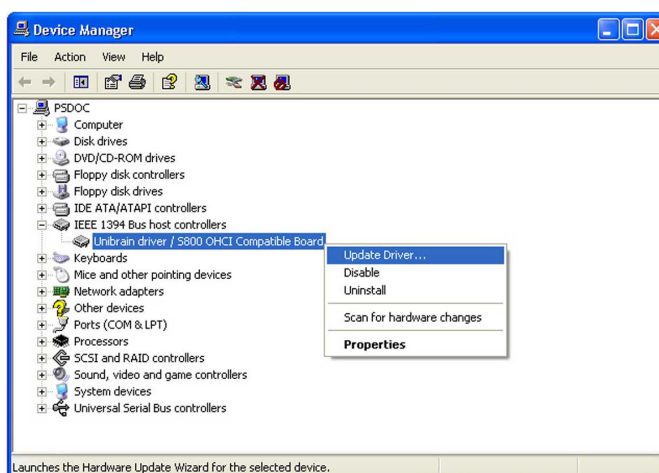 Device Manager
File Action View Help
PSDOC
Computer
Disk drives
DVD/CD-ROM drives
Floppy disk controllers
Floppy disk drives
IDE ATA/ATAPI controllers
IEEE 1394 Bus host controllers
Unibrain driver / S800 OHCI Compatible Board
Update Driver...
Keyboards
Disable
Mice and other pointing devices
Uninstall
Network adapters
Other devices
Scan for hardware changes
Ports (COM & LPT)
Processors
Properties
SCSI and RAID controllers
Sound, video and game controllers
System devices
Universal Serial Bus controllers
Launches the Hardware Update Wizard for the selected device.